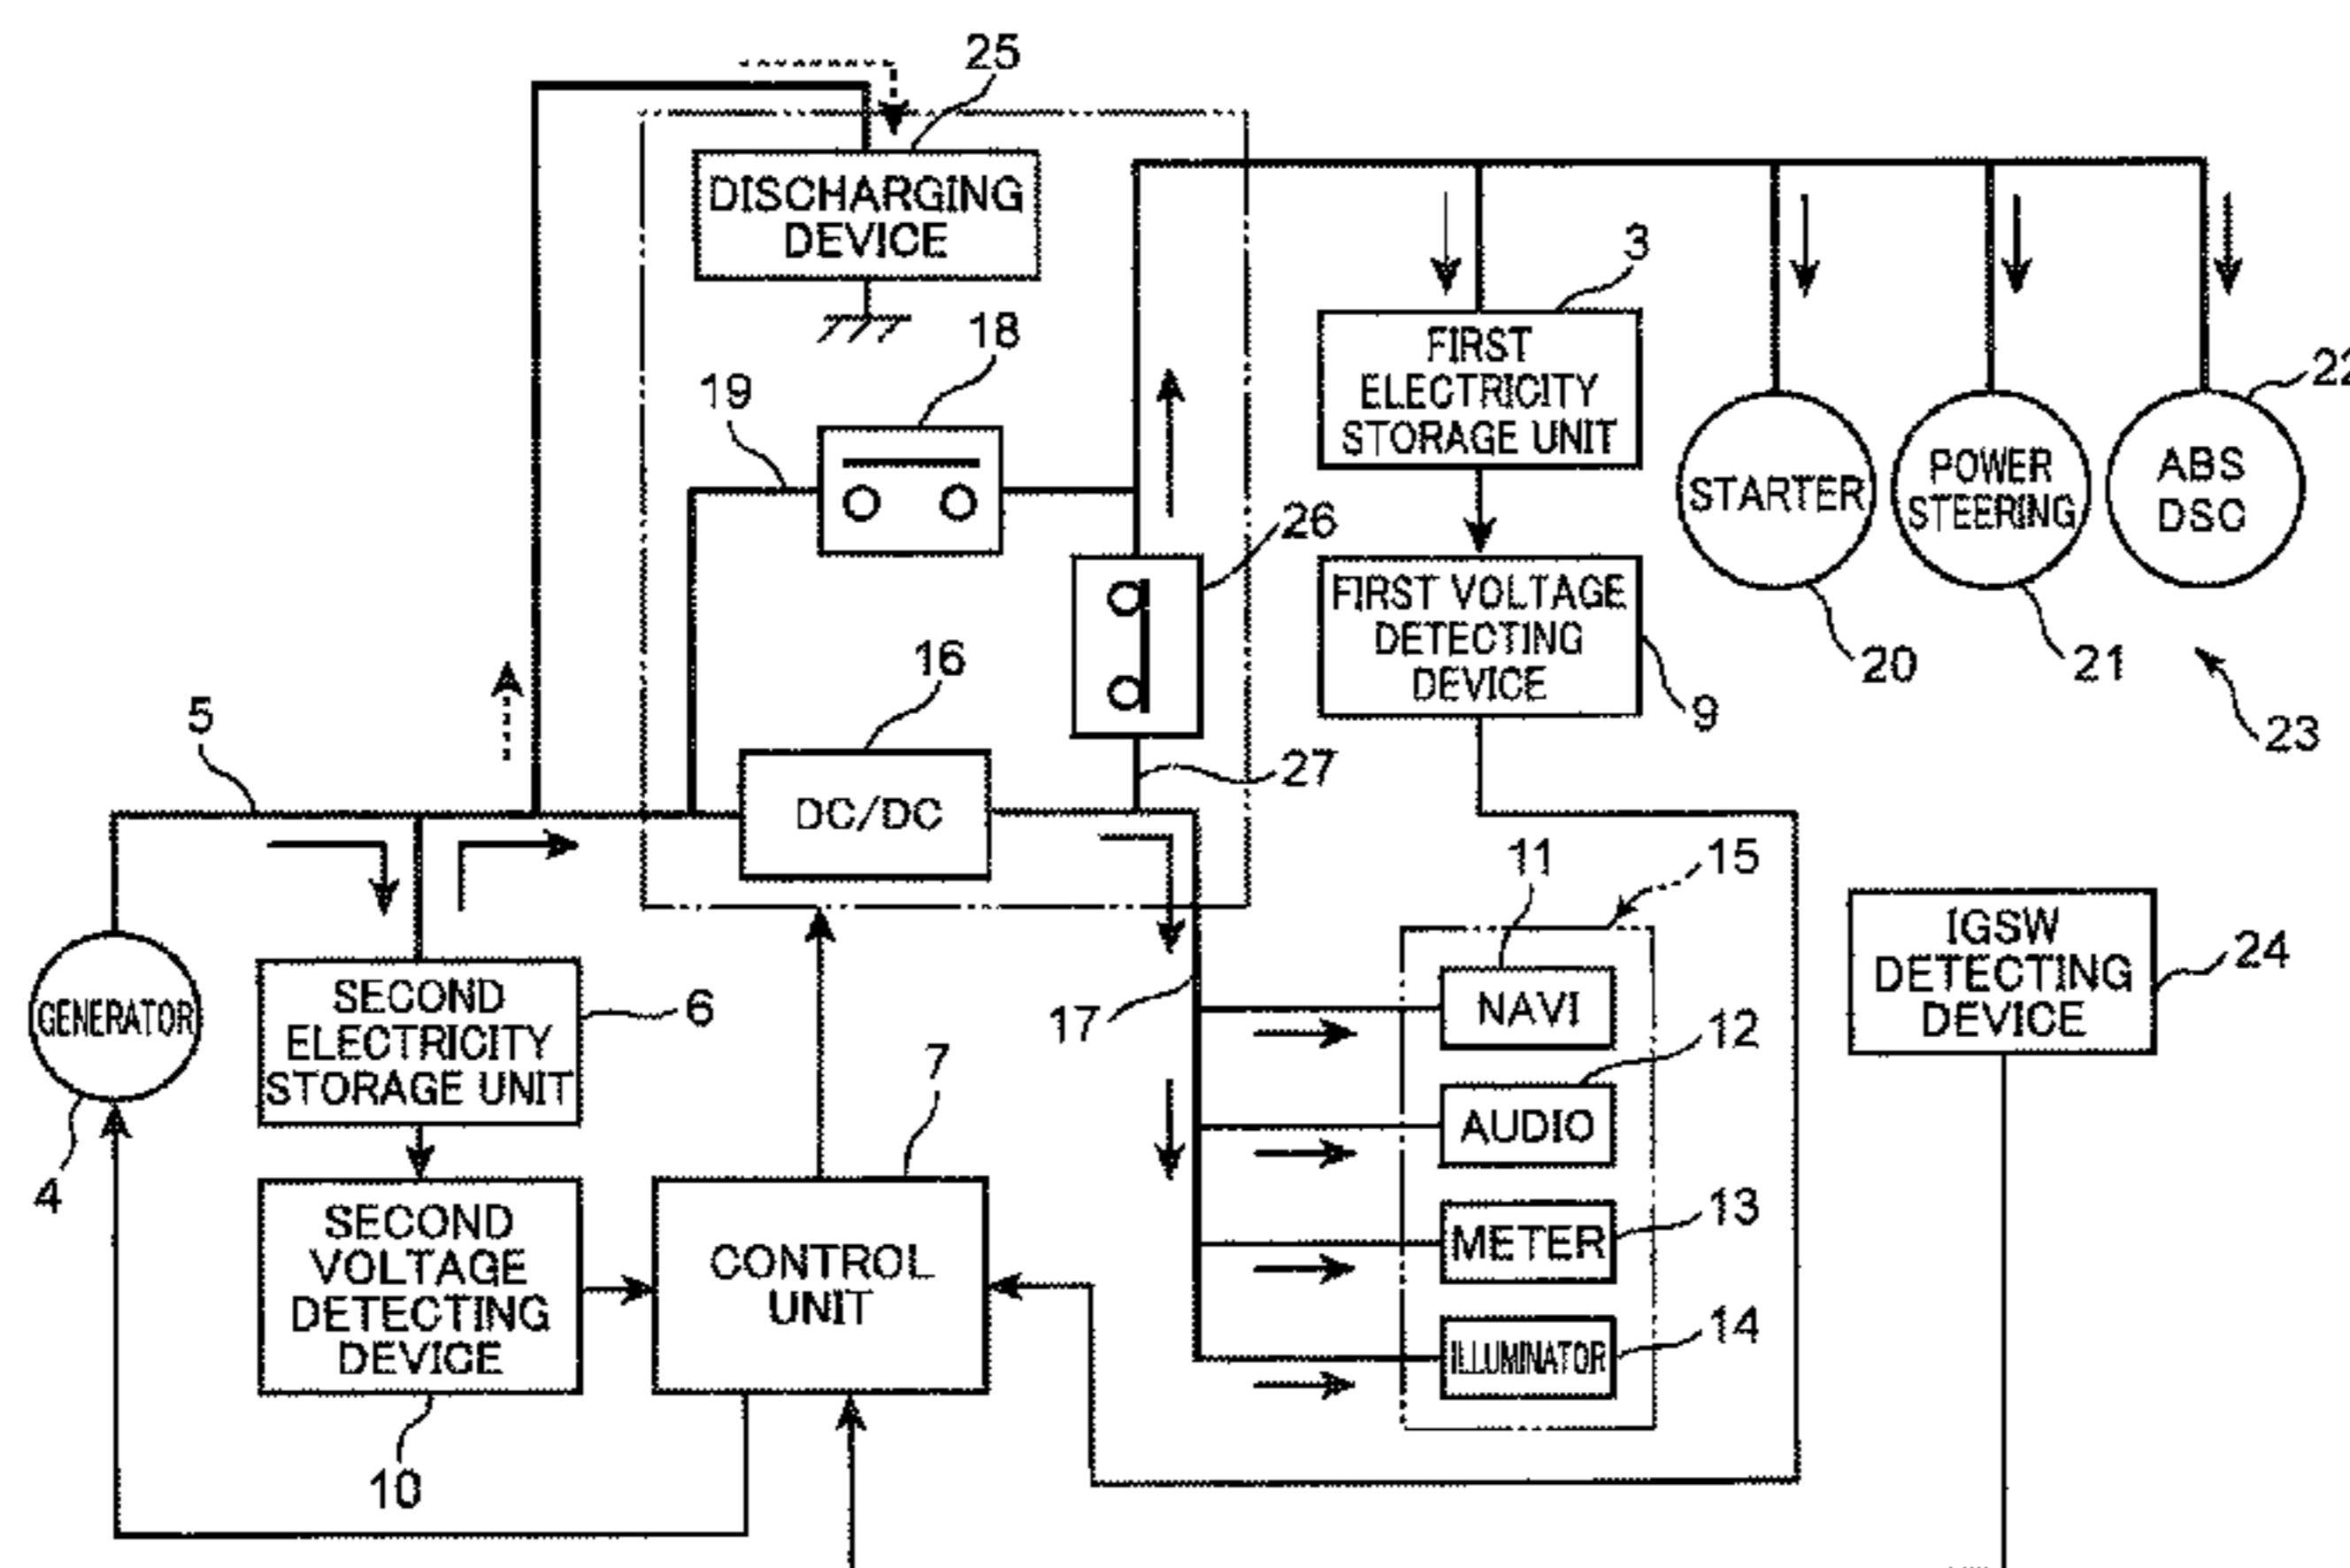 25
DISCHARGING
DEVICE
3
18
FIRST
ELECTRICITY
STORAGE UNIT
22
19
ABS
DSC
POWER
STEERING
STARTER
26
FIRST VOLTAGE
DETECTING
DEVICE
16
20
21
9
23
5
27
DC/DC
11
15
IGSW
DETECTING
DEVICE
24
NAVI
SECOND
ELECTRICITY
STORAGE UNIT
6
GENERATOR
17
12
7
AUDIO
4
13
METER
SECOND
VOLTAGE
DETECTING
DEVICE
CONTROL
UNIT
14
ILLUMINATOR
10